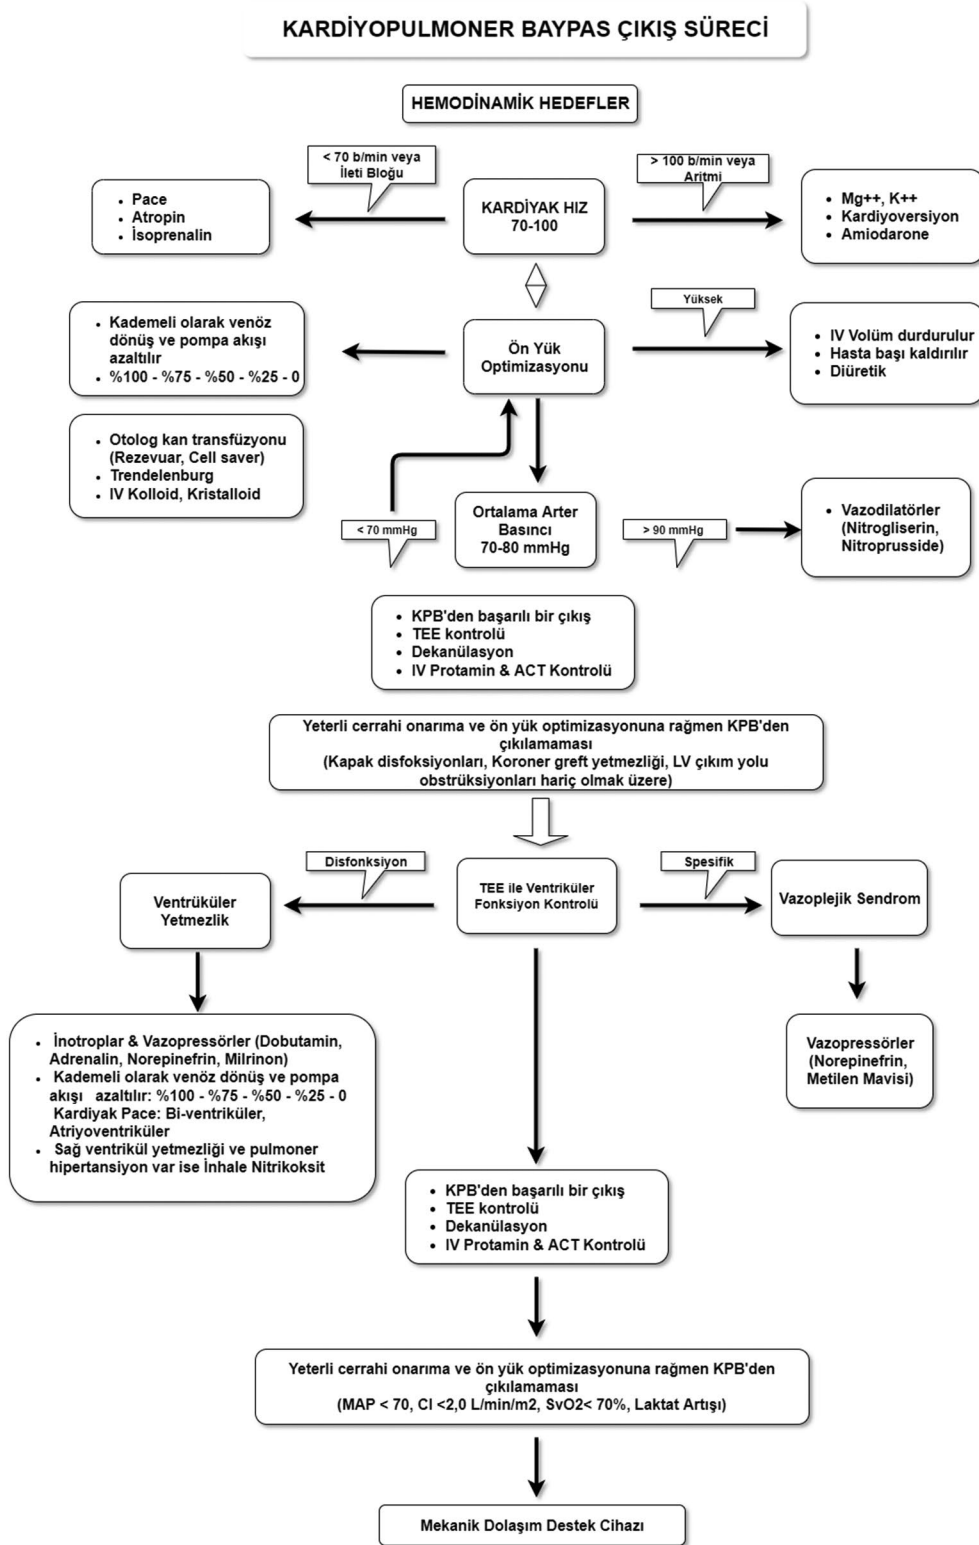 KARDİYOPULMONER BAYPAS ÇIKIŞ SÜRECİ
HEMODİNAMİK HEDEFLER
< 70 b/min veya
İleti Bloğu
> 100 b/min veya
Aritmi
• Pace
• Atropin
• İsoprenalin
KARDİYAK HIZ
70-100
• Mg++, K++
• Kardiyoversiyon
• Amiodarone
• Kademeli olarak venöz
dönüş ve pompa akışı
azaltılır
• %100 - %75 - %50 - %25 - 0
Ön Yük
Optimizasyonu
Yüksek
• IV Volüm durdurulur
• Hasta başı kaldırılır
• Diüretik
• Otolog kan transfüzyonu
(Rezevuar, Cell saver)
• Trendelenburg
• IV Kolloid, Kristalloid
< 70 mmHg
Ortalama Arter
Basıncı
70-80 mmHg
> 90 mmHg
• Vazodilatörler
(Nitrogliserin,
Nitroprusside)
• KPB'den başarılı bir çıkış
• TEE kontrolü
• Dekanülasyon
• IV Protamin & ACT Kontrolü
Yeterli cerrahi onarıma ve ön yük optimizasyonuna rağmen KPB'den
çıkılamaması
(Kapak disfoksiyonları, Koroner greft yetmezliği, LV çıkım yolu
obstrüksiyonları hariç olmak üzere)
Disfonksiyon
Spesifik
Ventrüküler
Yetmezlik
TEE ile Ventriküler
Fonksiyon Kontrolü
Vazoplejik Sendrom
• İnotroplar & Vazopressörler (Dobutamin,
Adrenalin, Norepinefrin, Milrinon)
• Kademeli olarak venöz dönüş ve pompa
akışı azaltılır: %100 - %75 - %50 - %25 - 0
Kardiyak Pace: Bi-ventriküler,
Atriyoventriküler
• Sağ ventrikül yetmezliği ve pulmoner
hipertansiyon var ise İnhale Nitrikoksit
Vazopressörler
(Norepinefrin,
Metilen Mavisi)
• KPB'den başarılı bir çıkış
• TEE kontrolü
• Dekanülasyon
• IV Protamin & ACT Kontrolü
Yeterli cerrahi onarıma ve ön yük optimizasyonuna rağmen KPB'den
çıkılamaması
(MAP < 70, CI <2,0 L/min/m2, SvO2< 70%, Laktat Artışı)
Mekanik Dolaşım Destek Cihazı